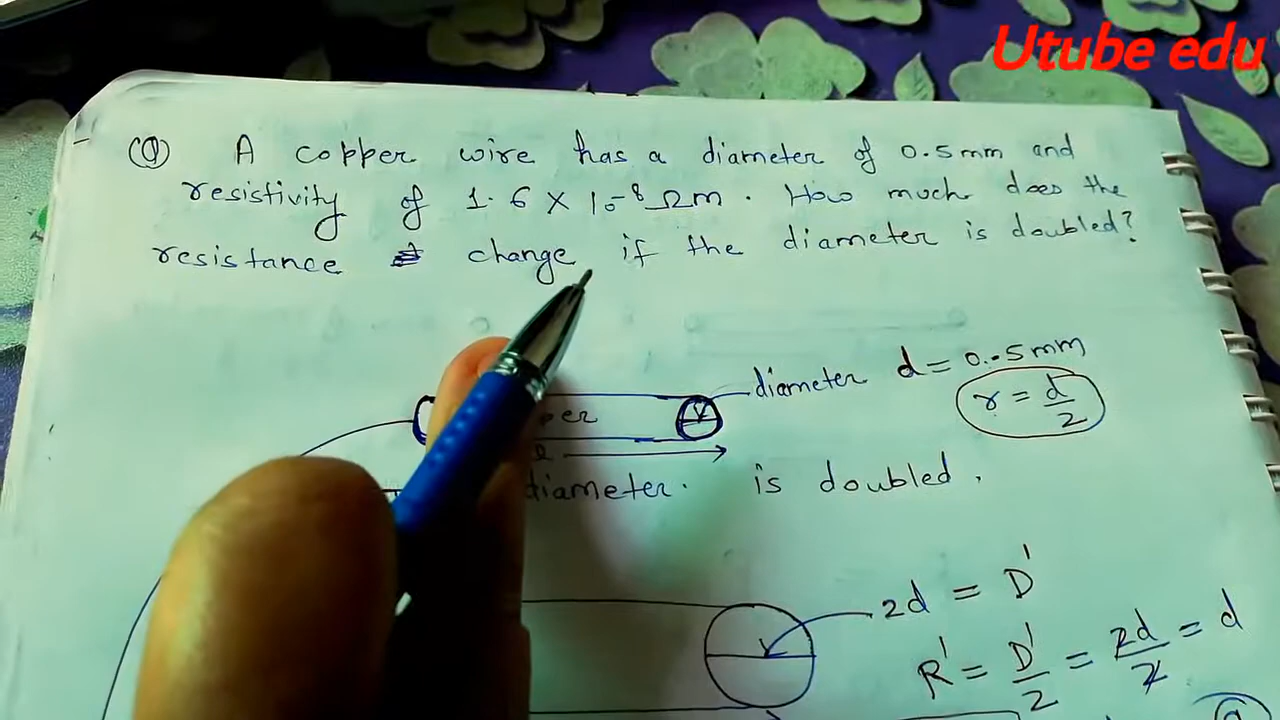 Utube edu
(Q) A copper wire has a diameter of 0.5mm and
resistivity of 1.6 X 10-8 Ωm. How much does the
resistance change if the diameter is doubled?
diameter d = 0.5mm
r = d/2
diameter. is doubled.
2d = D'
R' = D'/2 = 2d/2 = d